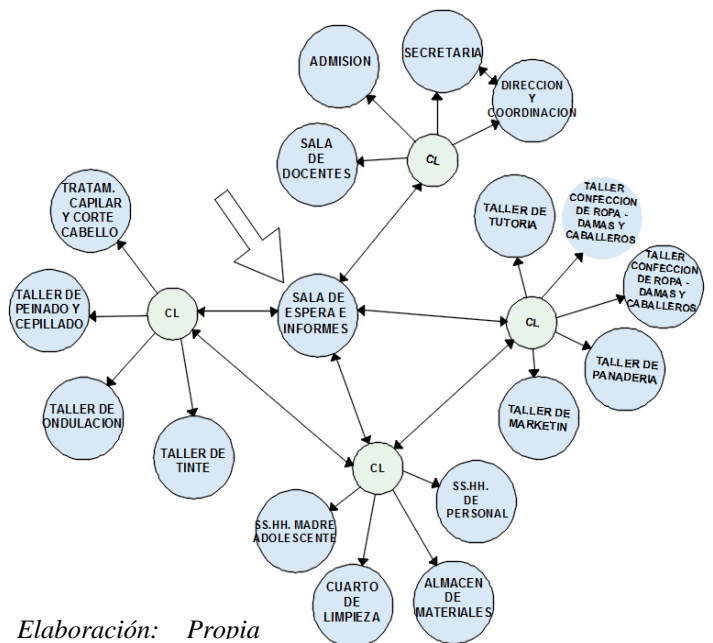 SECRETARIA
ADMISION
DIRECCION
Y
COORDINACION
SALA
DE
DOCENTES
CL
TRATAM.
CAPILAR
Y CORTE
CABELLO
TALLER DE
TUTORIA
TALLER
CONFECCION
DE ROPA -
DAMAS Y
CABALLEROS
TALLER
CONFECCION
DE ROPA -
DAMAS Y
CABALLEROS
TALLER DE
PEINADO Y
CEPILLADO
CL
SALA DE
ESPERA E
INFORMES
CL
TALLER DE
PANADERIA
TALLER DE
ONDULACION
TALLER DE
MARKETIN
TALLER DE
TINTE
CL
SS.HH.
DE
PERSONAL
SS.HH. MADRE
ADOLESCENTE
CUARTO
DE
LIMPIEZA
ALMACEN
DE
MATERIALES
Elaboración: Propia